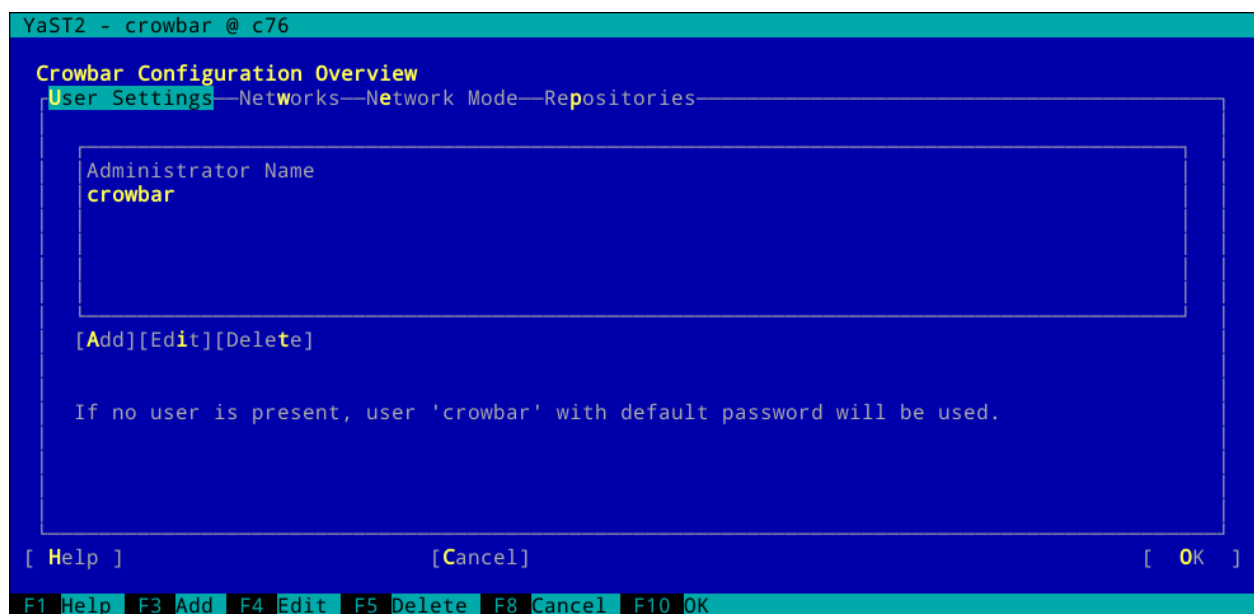 YaST2 - crowbar @ c76
Crowbar Configuration Overview
User Settings—Networks—Network Mode—Repositories
Administrator Name
crowbar
[Add][Edit][Delete]
If no user is present, user 'crowbar' with default password will be used.
[ Help ] [Cancel] [ OK ]
F1 Help F3 Add F4 Edit F5 Delete F8 Cancel F10 OK